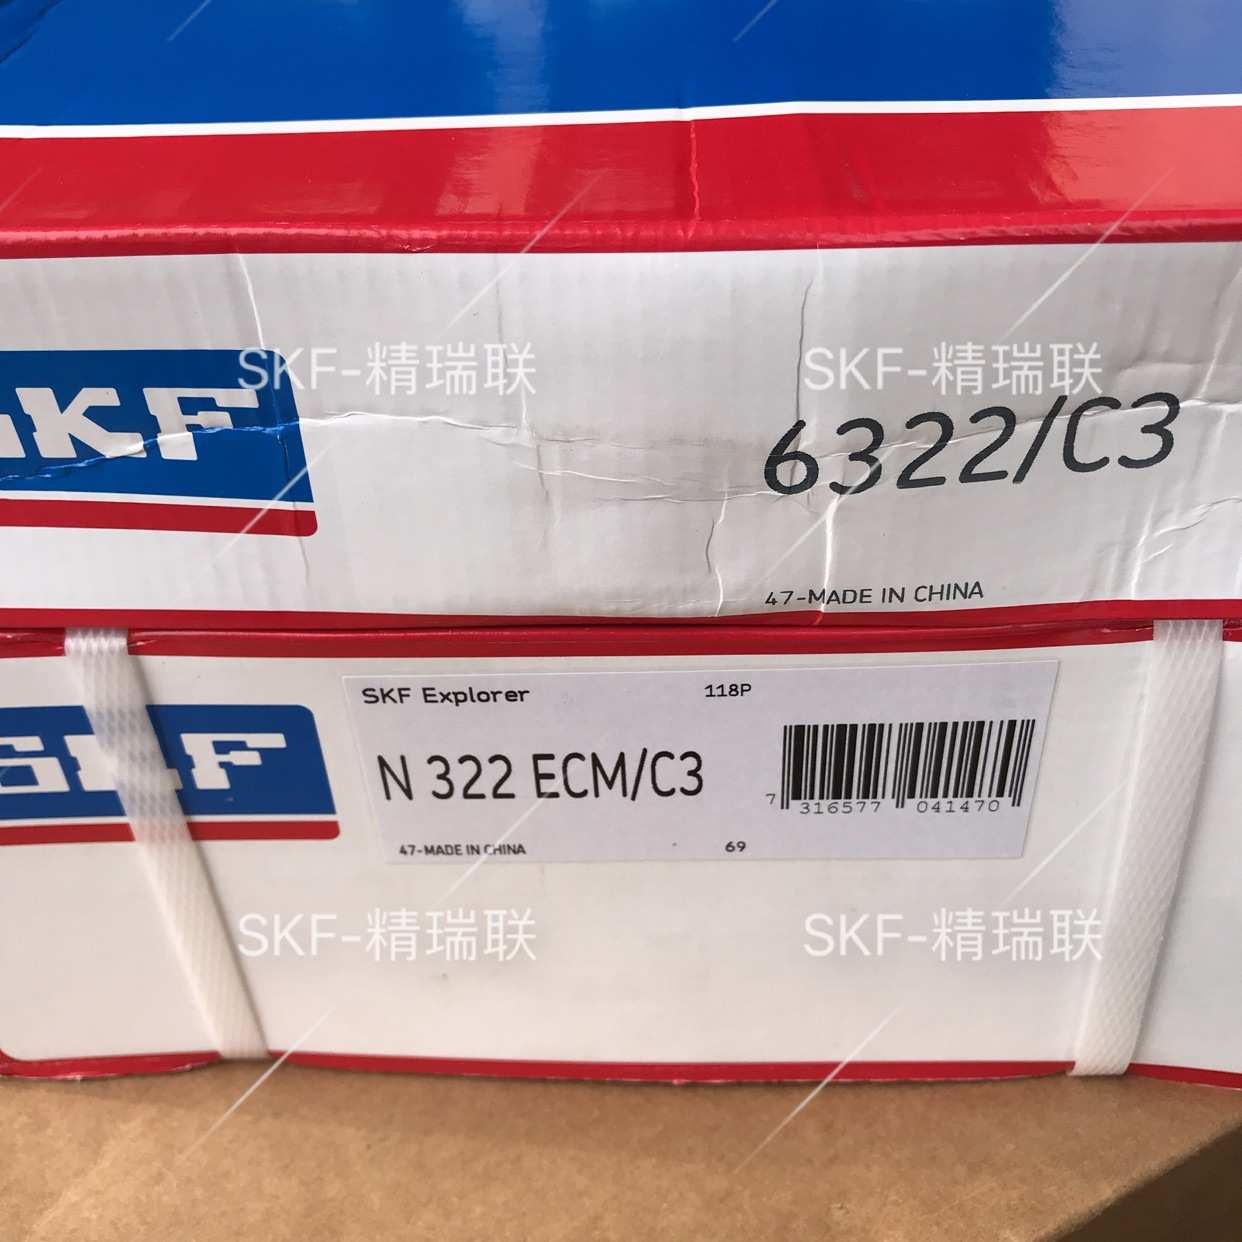 SKF-精瑞联 SKF-精瑞联
SKF
6322/C3
47-MADE IN CHINA
SKF Explorer 118P
SKF
N 322 ECM/C3
7 316577 041470
47-MADE IN CHINA 69
SKF-精瑞联 SKF-精瑞联